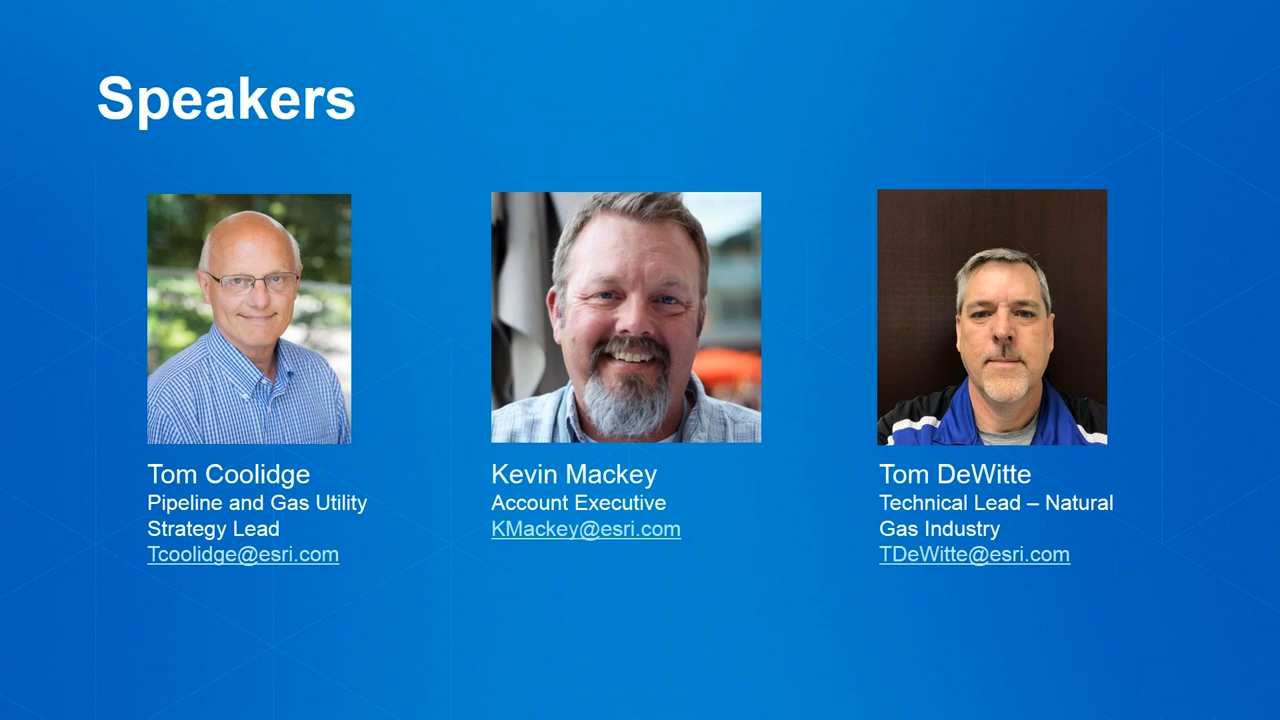 Speakers
Tom Coolidge
Pipeline and Gas Utility
Strategy Lead
Tcoolidge@esri.com
Kevin Mackey
Account Executive
KMackey@esri.com
Tom DeWitte
Technical Lead – Natural
Gas Industry
TDeWitte@esri.com